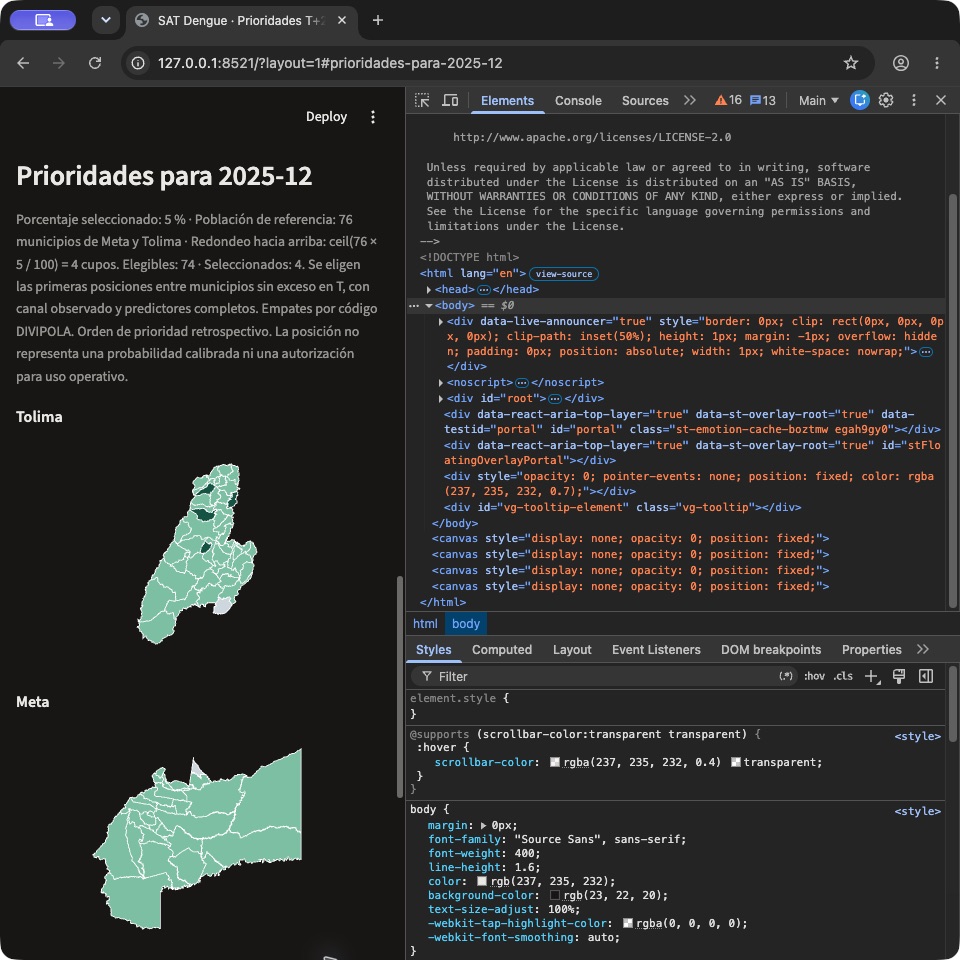 SAT Dengue · Prioridades T+2
127.0.0.1:8521/?layout=1#prioridades-para-2025-12
Deploy
Prioridades para 2025-12
Porcentaje seleccionado: 5 % · Población de referencia: 76
municipios de Meta y Tolima · Redondeo hacia arriba: ceil(76 ×
5 / 100) = 4 cupos. Elegibles: 74 · Seleccionados: 4. Se eligen
las primeras posiciones entre municipios sin exceso en T, con
canal observado y predictores completos. Empates por código
DIVIPOLA. Orden de prioridad retrospectivo. La posición no
representa una probabilidad calibrada ni una autorización
para uso operativo.
Tolima
Meta
Elements Console Sources 16 13 Main
http://www.apache.org/licenses/LICENSE-2.0
Unless required by applicable law or agreed to in writing, software
distributed under the License is distributed on an "AS IS" BASIS,
WITHOUT WARRANTIES OR CONDITIONS OF ANY KIND, either express or implied.
See the License for the specific language governing permissions and
limitations under the License.
-->
<!DOCTYPE html>
<html lang="en"> view-source
<head> … </head>
… <body> == $0
<div data-live-announcer="true" style="border: 0px; clip: rect(0px, 0px, 0p
x, 0px); clip-path: inset(50%); height: 1px; margin: -1px; overflow: hidde
n; padding: 0px; position: absolute; width: 1px; white-space: nowrap;"> …
</div>
<noscript> … </noscript>
<div id="root"> … </div>
<div data-react-aria-top-layer="true" data-st-overlay-root="true" data-
testid="portal" id="portal" class="st-emotion-cache-boztmw egah9gy0"></div>
<div data-react-aria-top-layer="true" data-st-overlay-root="true" id="stFlo
atingOverlayPortal"></div>
<div style="opacity: 0; pointer-events: none; position: fixed; color: rgba
(237, 235, 232, 0.7);"></div>
<div id="vg-tooltip-element" class="vg-tooltip"></div>
</body>
<canvas style="display: none; opacity: 0; position: fixed;">
<canvas style="display: none; opacity: 0; position: fixed;">
<canvas style="display: none; opacity: 0; position: fixed;">
<canvas style="display: none; opacity: 0; position: fixed;">
</html>
html body
Styles Computed Layout Event Listeners DOM breakpoints Properties
Filter (.*) :hov .cls
element.style {
}
@supports (scrollbar-color:transparent transparent) { <style>
:hover {
scrollbar-color: rgba(237, 235, 232, 0.4) transparent;
}
}
body { <style>
margin: 0px;
font-family: "Source Sans", sans-serif;
font-weight: 400;
line-height: 1.6;
color: rgb(237, 235, 232);
background-color: rgb(23, 22, 20);
text-size-adjust: 100%;
-webkit-tap-highlight-color: rgba(0, 0, 0, 0);
-webkit-font-smoothing: auto;
}